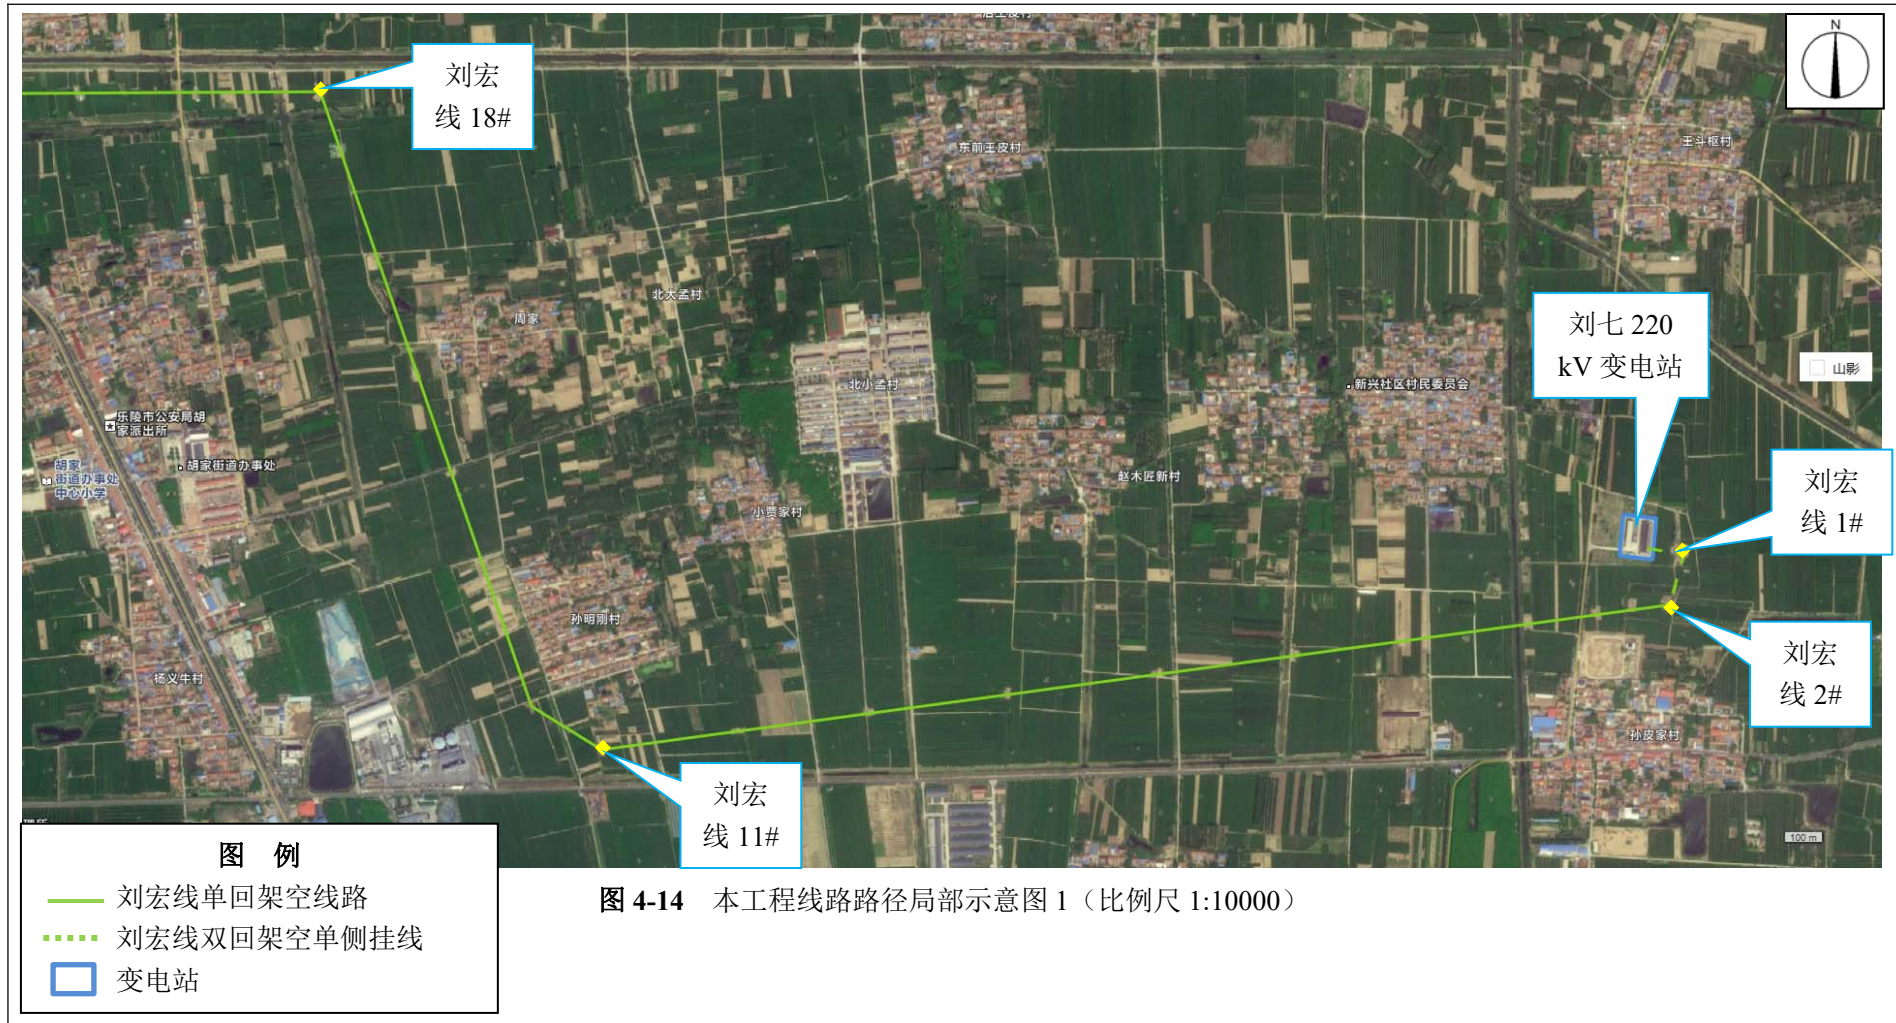 N
刘宏
线 18#
东前王皮村
王斗枢村
北大孟村
周家
刘七 220
kV 变电站
山影
北小孟村
新兴社区村民委员会
乐陵市公安局胡
家派出所
胡家街道办事处
胡家
街道办事处
中心小学
赵木匠新村
小贾家村
刘宏
线 1#
孙明刚村
杨义牛村
刘宏
线 2#
孙皮家村
刘宏
线 11#
100 m
图 例
刘宏线单回架空线路
刘宏线双回架空单侧挂线
变电站
图 4-14 本工程线路路径局部示意图 1（比例尺 1:10000）